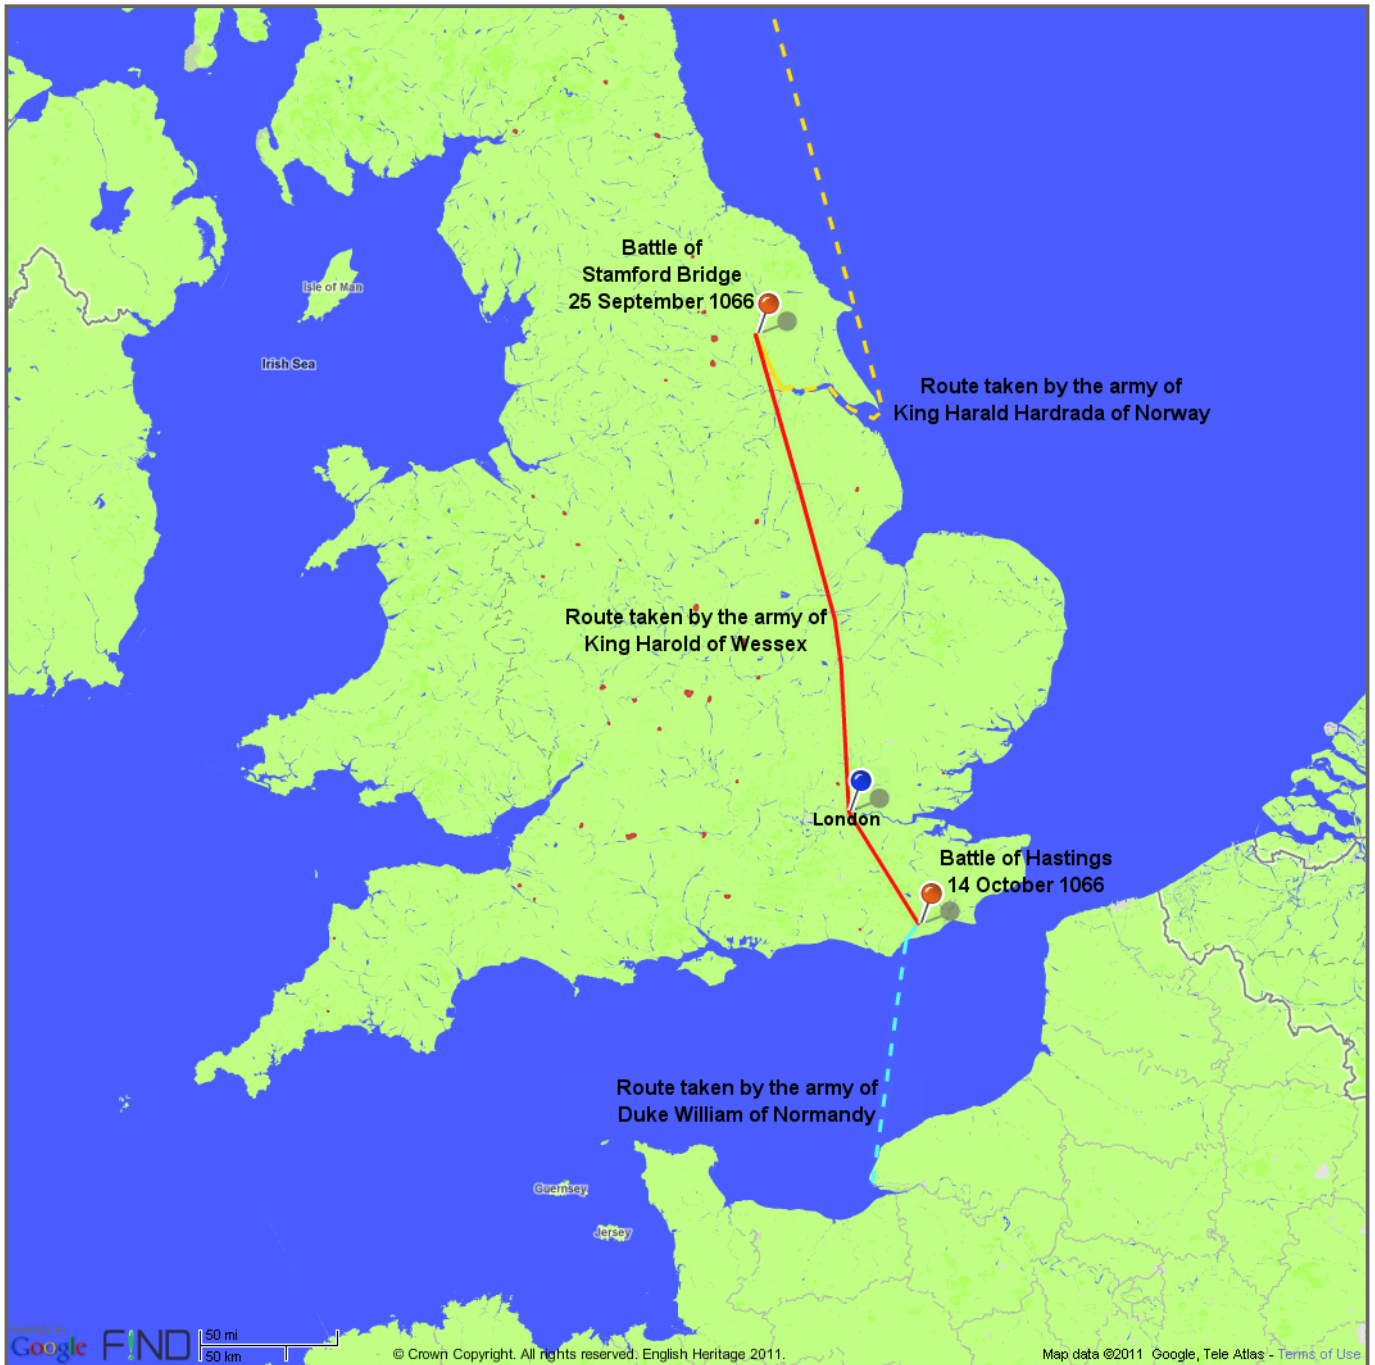 Battle of
Stamford Bridge
25 September 1066
Isle of Man
Irish Sea
Route taken by the army of
King Harald Hardrada of Norway
Route taken by the army of
King Harold of Wessex
London
Battle of Hastings
14 October 1066
Route taken by the army of
Duke William of Normandy
Guernsey
Jersey
POWERED BY
Google
F!ND
50 mi
50 km
© Crown Copyright. All rights reserved. English Heritage 2011.
Map data ©2011 Google, Tele Atlas - Terms of Use